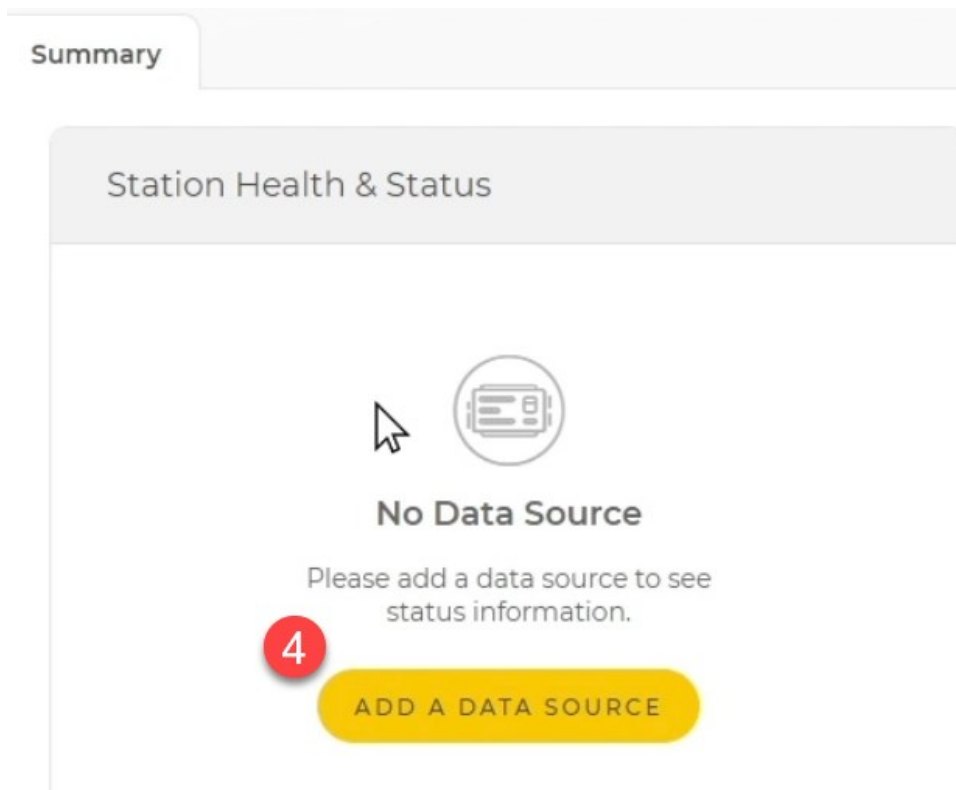 Summary
Station Health & Status
No Data Source
Please add a data source to see
status information.
4
ADD A DATA SOURCE